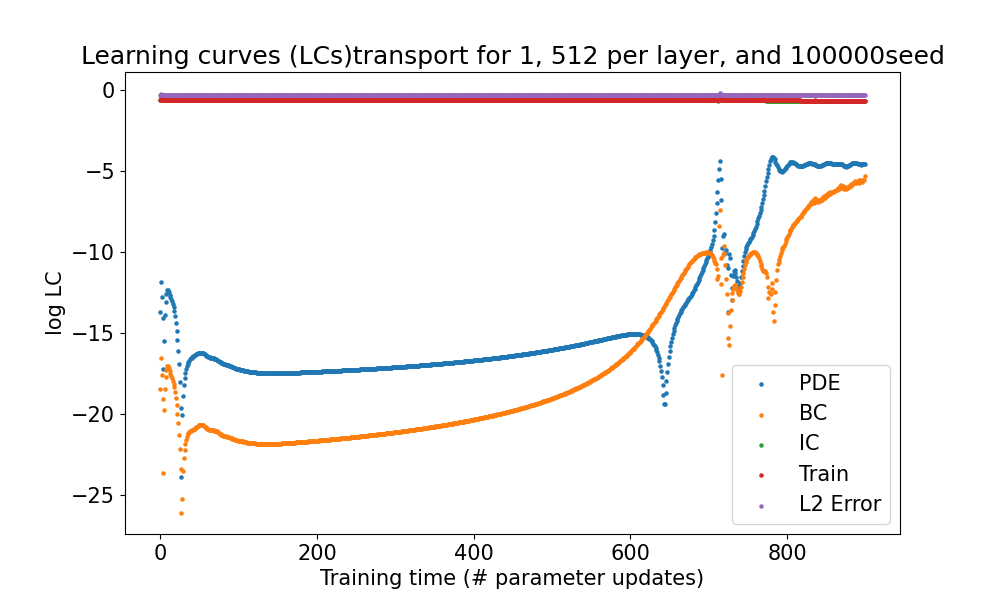 Learning curves (LCs)transport for 1, 512 per layer, and 100000seed
0
−5
−10
−15
−20
−25
log LC
PDE
BC
IC
Train
L2 Error
0 200 400 600 800
Training time (# parameter updates)